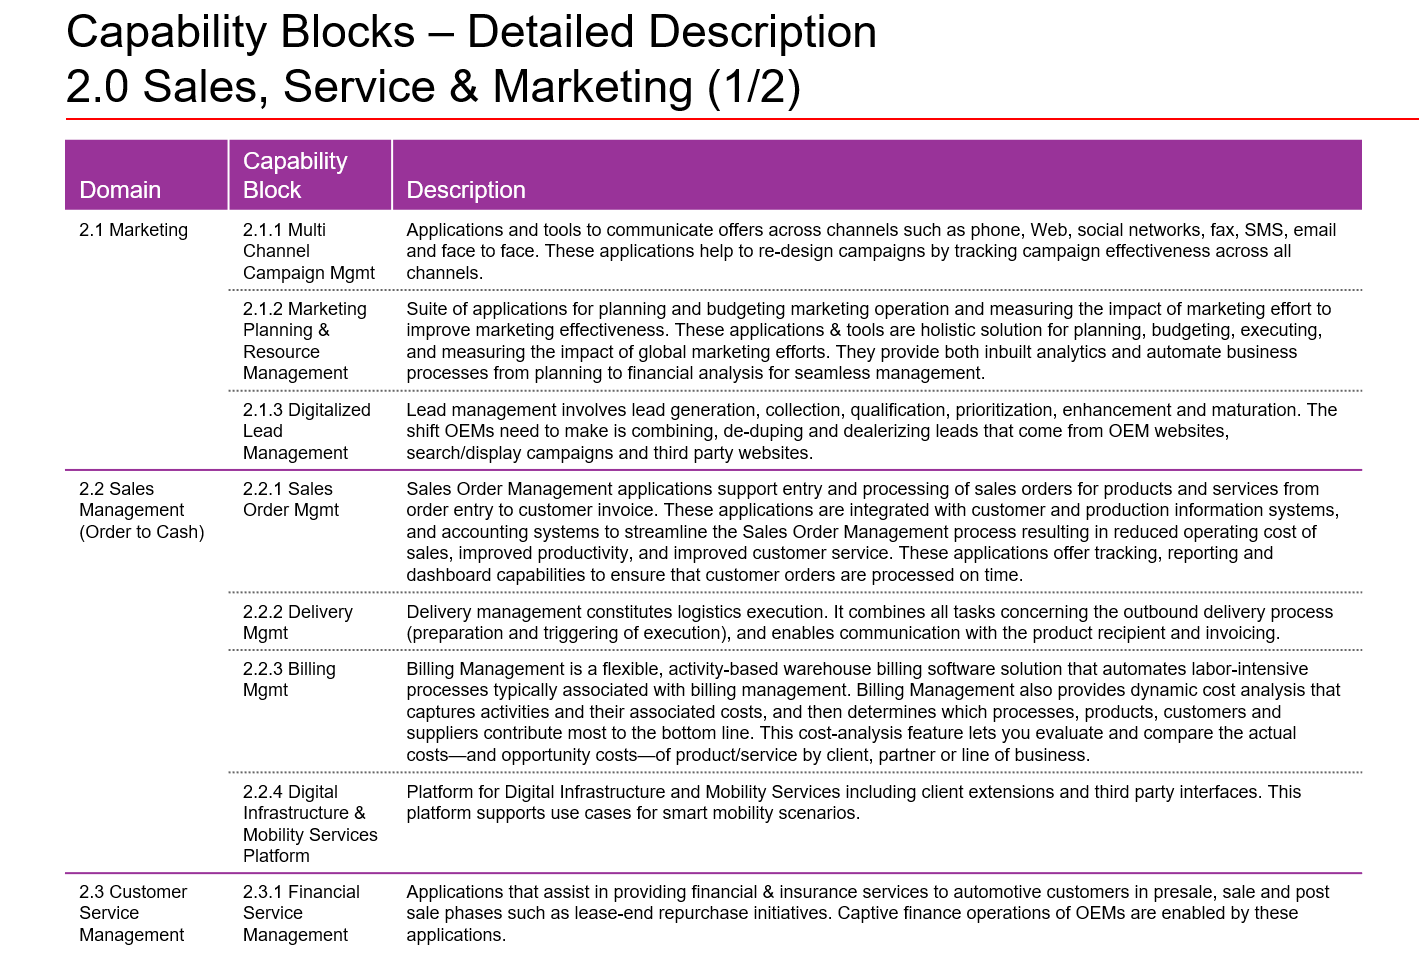 Capability Blocks – Detailed Description
2.0 Sales, Service & Marketing (1/2)
Domain
Capability
Block
Description
2.1 Marketing
2.1.1 Multi
Channel
Campaign Mgmt
Applications and tools to communicate offers across channels such as phone, Web, social networks, fax, SMS, email
and face to face. These applications help to re-design campaigns by tracking campaign effectiveness across all
channels.
2.1.2 Marketing
Planning &
Resource
Management
Suite of applications for planning and budgeting marketing operation and measuring the impact of marketing effort to
improve marketing effectiveness. These applications & tools are holistic solution for planning, budgeting, executing,
and measuring the impact of global marketing efforts. They provide both inbuilt analytics and automate business
processes from planning to financial analysis for seamless management.
2.1.3 Digitalized
Lead
Management
Lead management involves lead generation, collection, qualification, prioritization, enhancement and maturation. The
shift OEMs need to make is combining, de-duping and dealerizing leads that come from OEM websites,
search/display campaigns and third party websites.
2.2 Sales
Management
(Order to Cash)
2.2.1 Sales
Order Mgmt
Sales Order Management applications support entry and processing of sales orders for products and services from
order entry to customer invoice. These applications are integrated with customer and production information systems,
and accounting systems to streamline the Sales Order Management process resulting in reduced operating cost of
sales, improved productivity, and improved customer service. These applications offer tracking, reporting and
dashboard capabilities to ensure that customer orders are processed on time.
2.2.2 Delivery
Mgmt
Delivery management constitutes logistics execution. It combines all tasks concerning the outbound delivery process
(preparation and triggering of execution), and enables communication with the product recipient and invoicing.
2.2.3 Billing
Mgmt
Billing Management is a flexible, activity-based warehouse billing software solution that automates labor-intensive
processes typically associated with billing management. Billing Management also provides dynamic cost analysis that
captures activities and their associated costs, and then determines which processes, products, customers and
suppliers contribute most to the bottom line. This cost-analysis feature lets you evaluate and compare the actual
costs—and opportunity costs—of product/service by client, partner or line of business.
2.2.4 Digital
Infrastructure &
Mobility Services
Platform
Platform for Digital Infrastructure and Mobility Services including client extensions and third party interfaces. This
platform supports use cases for smart mobility scenarios.
2.3 Customer
Service
Management
2.3.1 Financial
Service
Management
Applications that assist in providing financial & insurance services to automotive customers in presale, sale and post
sale phases such as lease-end repurchase initiatives. Captive finance operations of OEMs are enabled by these
applications.